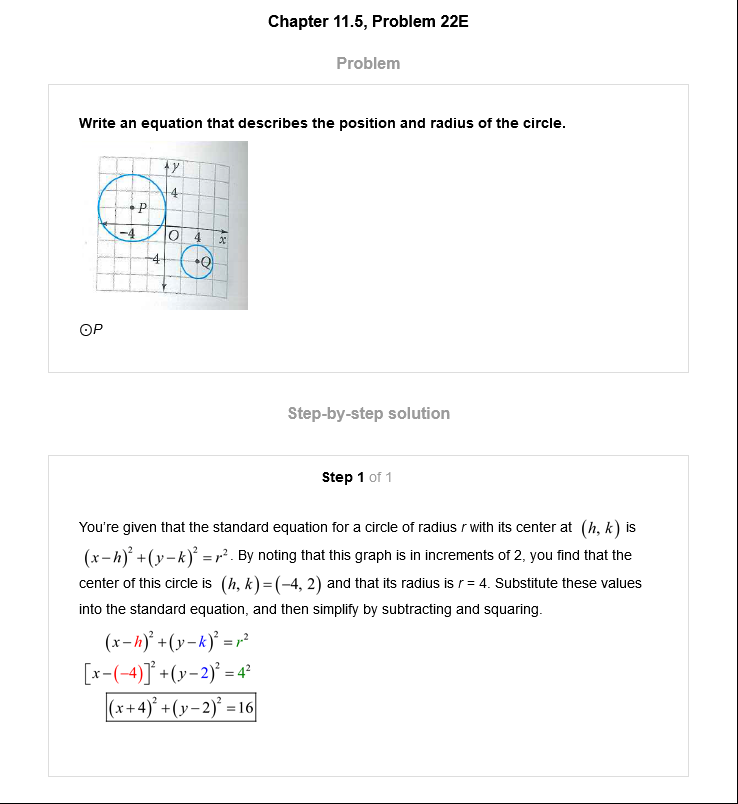 Chapter 11.5, Problem 22E
Problem
Write an equation that describes the position and radius of the circle.
y
4
P
−4 O 4 x
−4 Q
⊙P
Step-by-step solution
Step 1 of 1
You're given that the standard equation for a circle of radius r with its center at (h, k) is
(x−h)² +(y−k)² = r². By noting that this graph is in increments of 2, you find that the
center of this circle is (h, k)=(−4, 2) and that its radius is r = 4. Substitute these values
into the standard equation, and then simplify by subtracting and squaring.
(x−h)² +(y−k)² = r²
[x−(−4)]² +(y−2)² = 4²
(x+4)² +(y−2)² =16